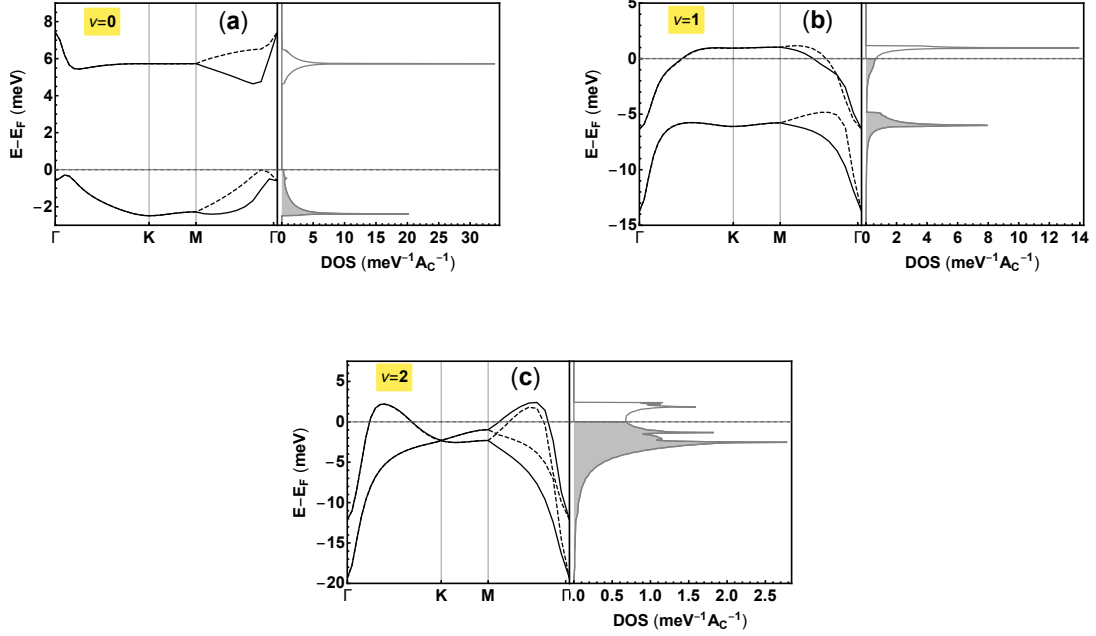 ν=0
(a)
8
6
4
2
0
−2
E−E_F (meV)
Γ K M Γ
0 5 10 15 20 25 30
DOS (meV⁻¹A_C⁻¹)
ν=1
(b)
5
0
−5
−10
−15
E−E_F (meV)
Γ K M Γ
0 2 4 6 8 10 12 14
DOS (meV⁻¹A_C⁻¹)
ν=2
(c)
5
0
−5
−10
−15
−20
E−E_F (meV)
Γ K M Γ
.0 0.5 1.0 1.5 2.0 2.5
DOS (meV⁻¹A_C⁻¹)